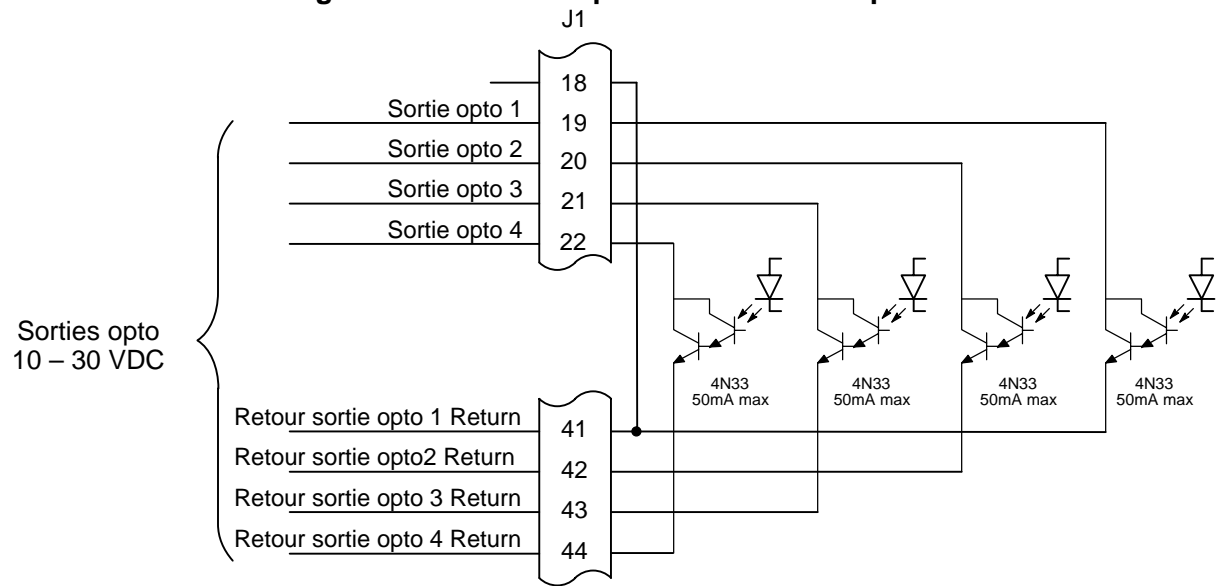 J1
18
Sortie opto 1
19
Sortie opto 2
20
Sortie opto 3
21
Sortie opto 4
22
Sorties opto
10 – 30 VDC
4N33
50mA max
4N33
50mA max
4N33
50mA max
4N33
50mA max
Retour sortie opto 1 Return
41
Retour sortie opto2 Return
42
Retour sortie opto 3 Return
43
Retour sortie opto 4 Return
44